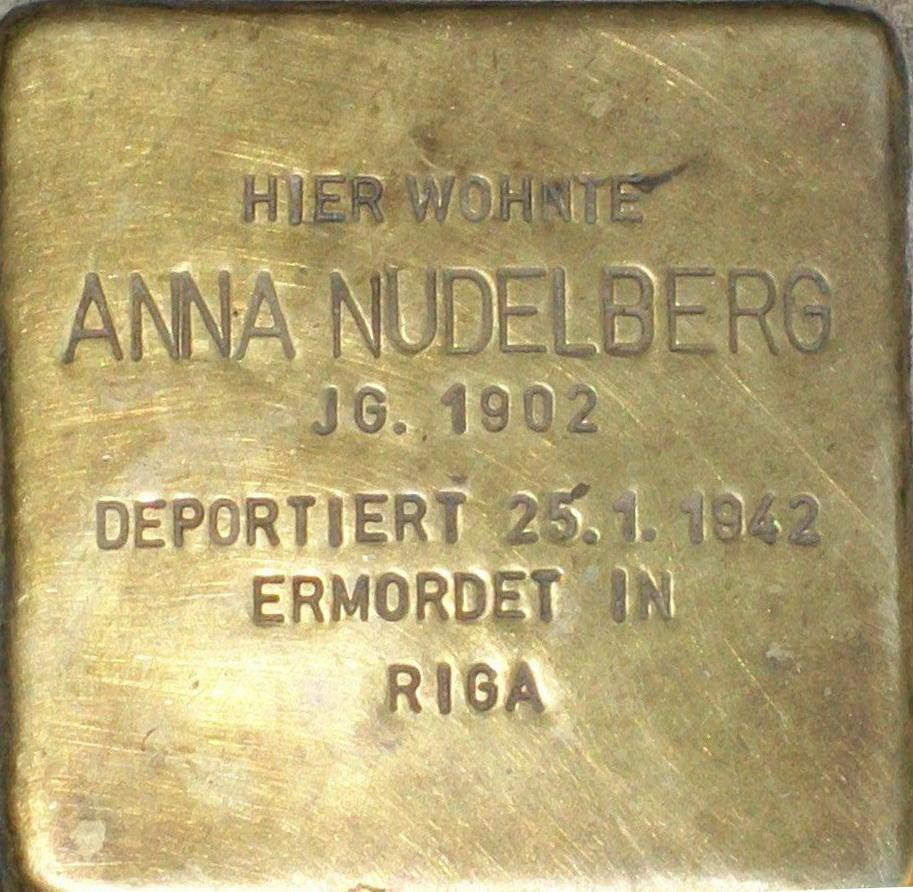 HIER WOHNTE
ANNA NUDELBERG
JG. 1902
DEPORTIERT 25.1.1942
ERMORDET IN
RIGA